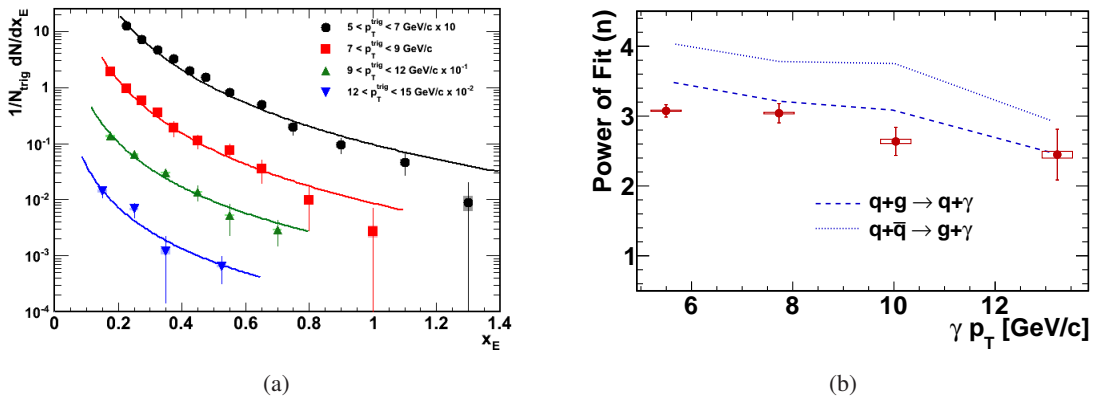 (a)
1/N_trig dN/dx_E
10
1
10^-1
10^-2
10^-3
10^-4
0 0.2 0.4 0.6 0.8 1 1.2 1.4
x_E
5 < p_T^trig < 7 GeV/c x 10
7 < p_T^trig < 9 GeV/c
9 < p_T^trig < 12 GeV/c x 10^-1
12 < p_T^trig < 15 GeV/c x 10^-2
(b)
Power of Fit (n)
4
3
2
1
0
q+g → q+γ
q+q̅ → g+γ
6 8 10 12
γ p_T [GeV/c]
(a)
(b)